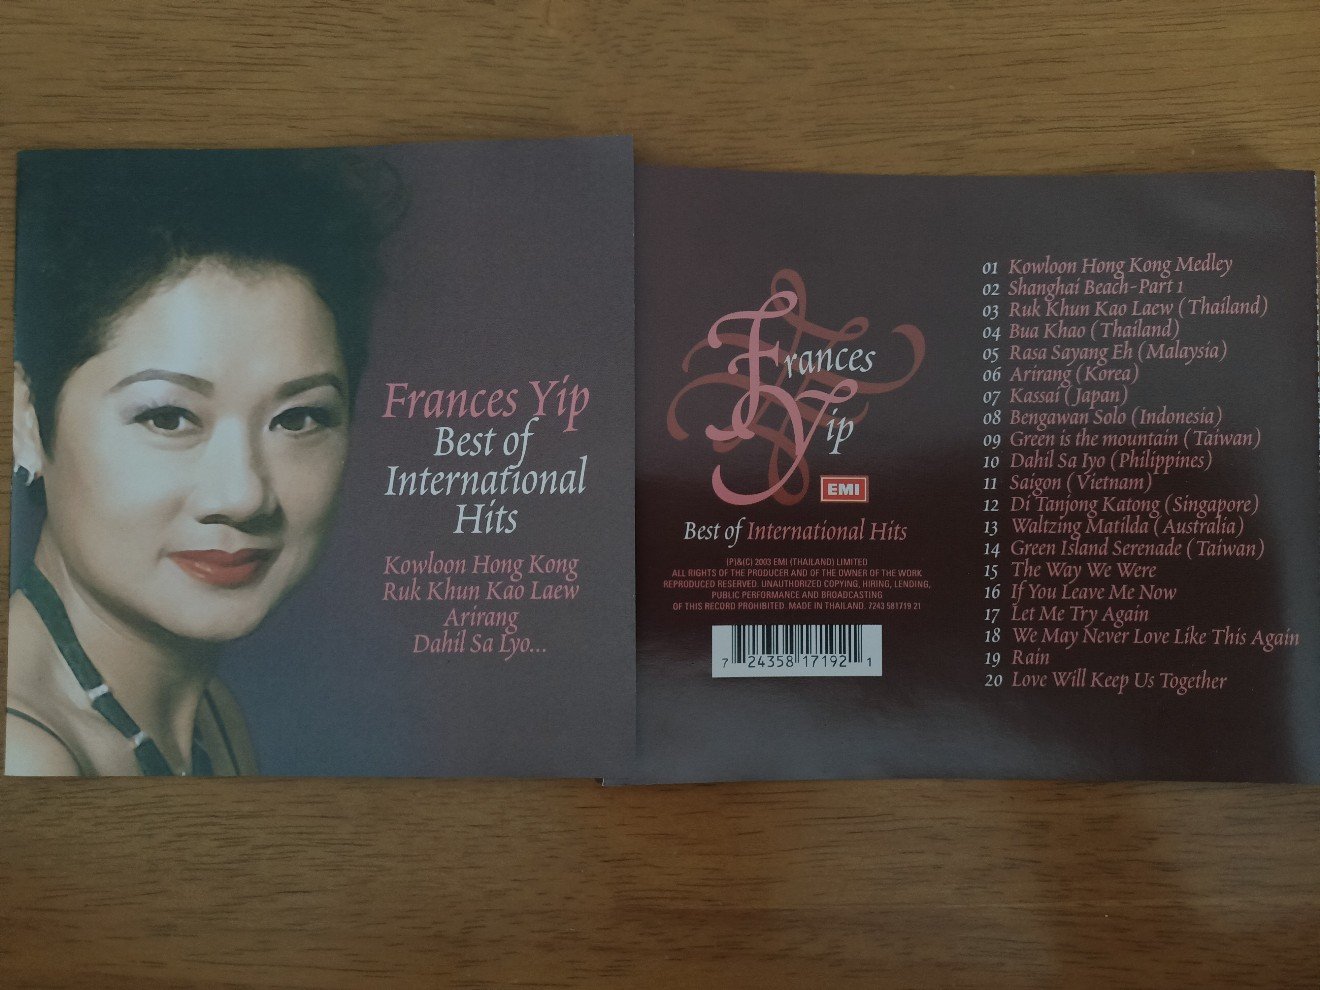 Frances Yip
Best of
International
Hits
Kowloon Hong Kong
Ruk Khun Kao Laew
Arirang
Dahil Sa Lyo...
Frances
Yip
EMI
Best of International Hits
(P)&(C) 2003 EMI (THAILAND) LIMITED
ALL RIGHTS OF THE PRODUCER AND OF THE OWNER OF THE WORK
REPRODUCED RESERVED. UNAUTHORIZED COPYING, HIRING, LENDING,
PUBLIC PERFORMANCE AND BROADCASTING
OF THIS RECORD PROHIBITED. MADE IN THAILAND. 7243 581719 21
7 24358 17192 1
01 Kowloon Hong Kong Medley
02 Shanghai Beach-Part 1
03 Ruk Khun Kao Laew (Thailand)
04 Bua Khao (Thailand)
05 Rasa Sayang Eh (Malaysia)
06 Arirang (Korea)
07 Kassai (Japan)
08 Bengawan Solo (Indonesia)
09 Green is the mountain (Taiwan)
10 Dahil Sa Iyo (Philippines)
11 Saigon (Vietnam)
12 Di Tanjong Katong (Singapore)
13 Waltzing Matilda (Australia)
14 Green Island Serenade (Taiwan)
15 The Way We Were
16 If You Leave Me Now
17 Let Me Try Again
18 We May Never Love Like This Again
19 Rain
20 Love Will Keep Us Together